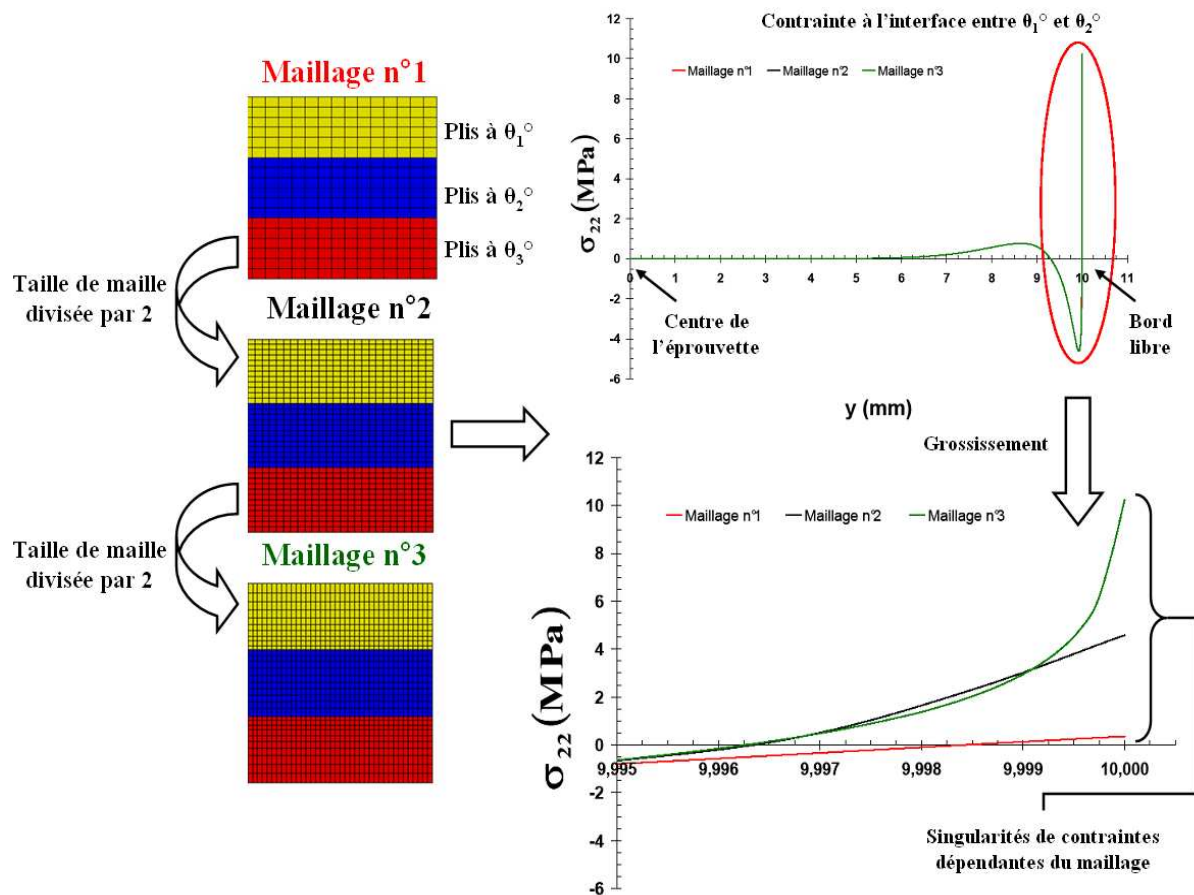 Maillage n°1
Plis à θ1°
Plis à θ2°
Plis à θ3°
Taille de maille
divisée par 2
Maillage n°2
Taille de maille
divisée par 2
Maillage n°3
Contrainte à l'interface entre θ1° et θ2°
Maillage n°1 Maillage n°2 Maillage n°3
σ22 (MPa)
12
10
8
6
4
2
0
-2
-4
-6
0 1 2 3 4 5 6 7 8 9 10 11
Centre de
l'éprouvette
Bord
libre
y (mm)
Grossissement
Maillage n°1 Maillage n°2 Maillage n°3
σ22 (MPa)
12
10
8
6
4
2
0
-2
-4
-6
9,995 9,996 9,997 9,998 9,999 10,000
Singularités de contraintes
dépendantes du maillage